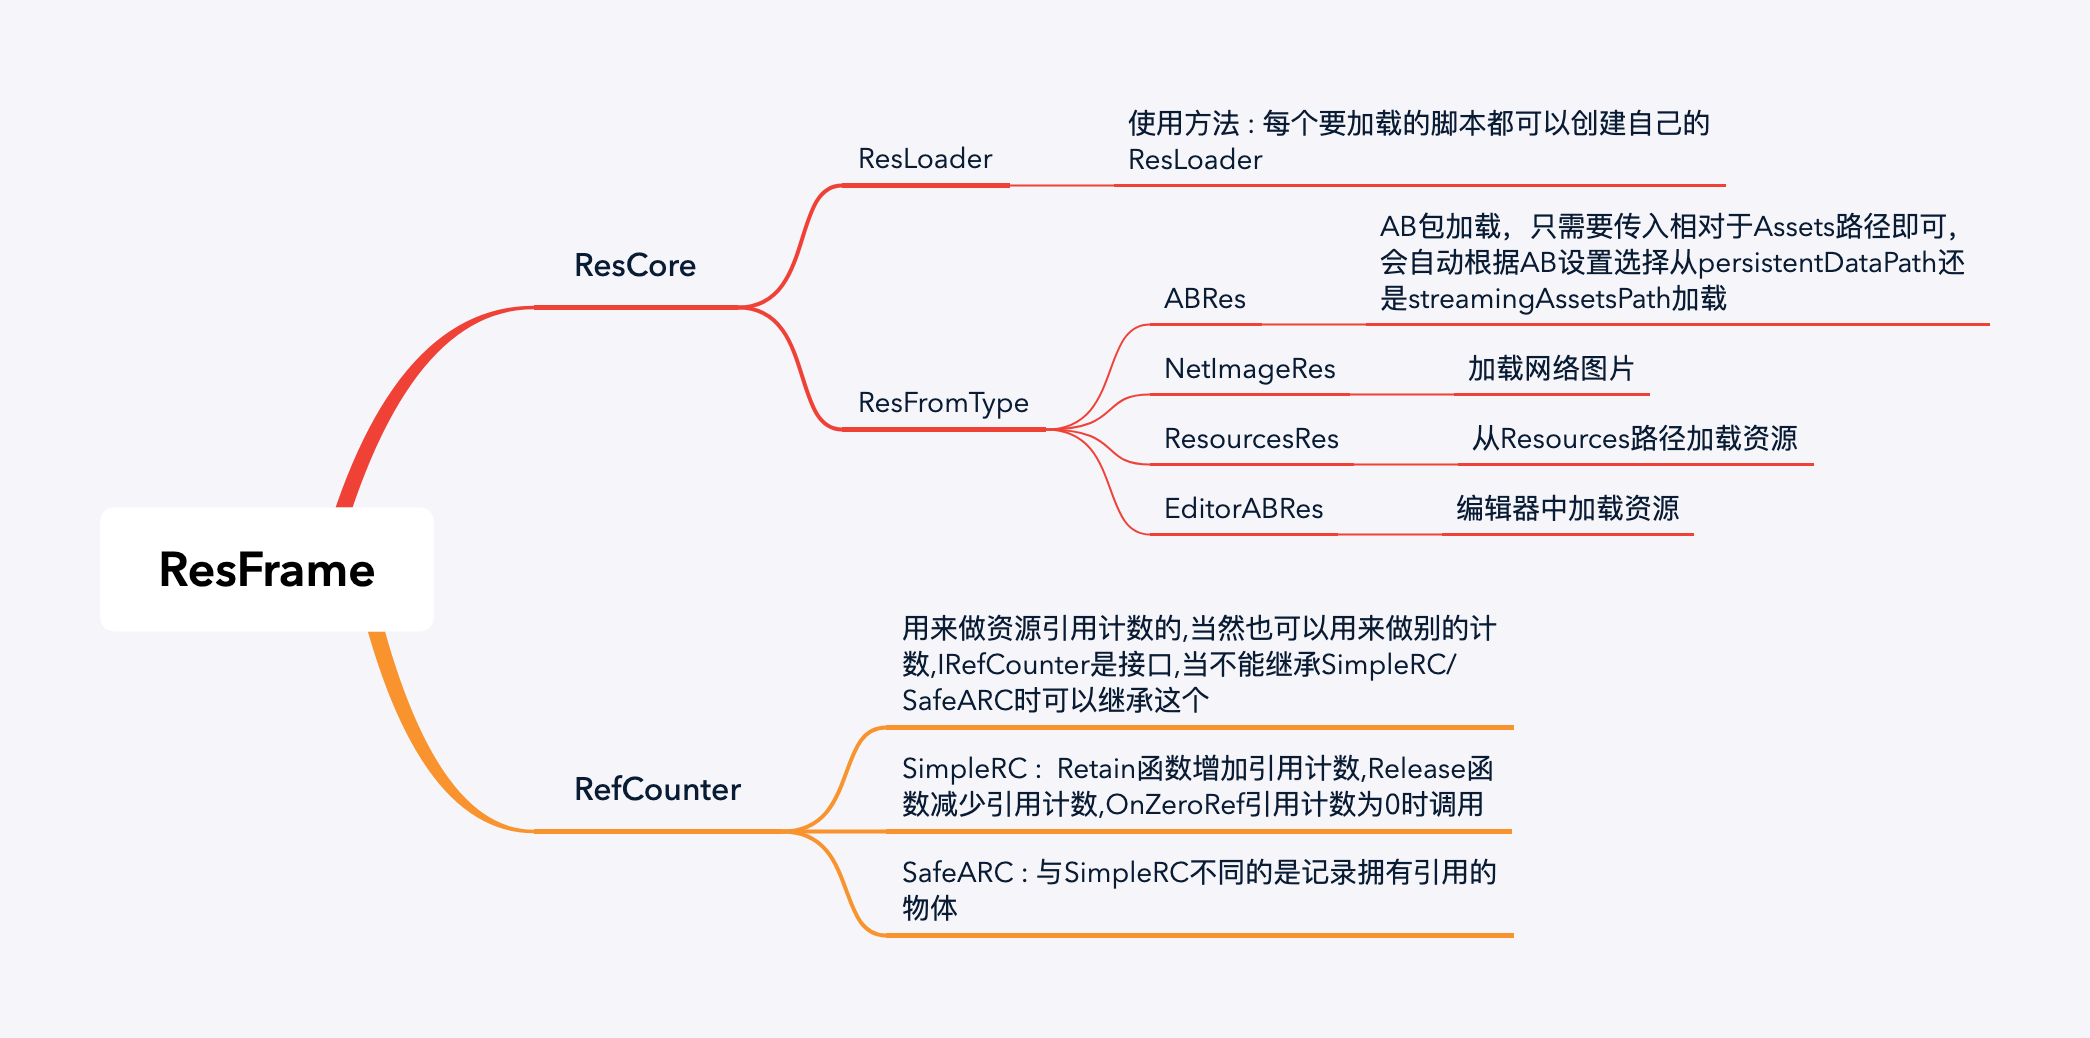 ResFrame
ResCore
ResLoader
使用方法 : 每个要加载的脚本都可以创建自己的
ResLoader
ResFromType
ABRes
AB包加载，只需要传入相对于Assets路径即可，
会自动根据AB设置选择从persistentDataPath还
是streamingAssetsPath加载
NetImageRes
加载网络图片
ResourcesRes
从Resources路径加载资源
EditorABRes
编辑器中加载资源
RefCounter
用来做资源引用计数的,当然也可以用来做别的计
数,IRefCounter是接口,当不能继承SimpleRC/
SafeARC时可以继承这个
SimpleRC :  Retain函数增加引用计数,Release函
数减少引用计数,OnZeroRef引用计数为0时调用
SafeARC : 与SimpleRC不同的是记录拥有引用的
物体